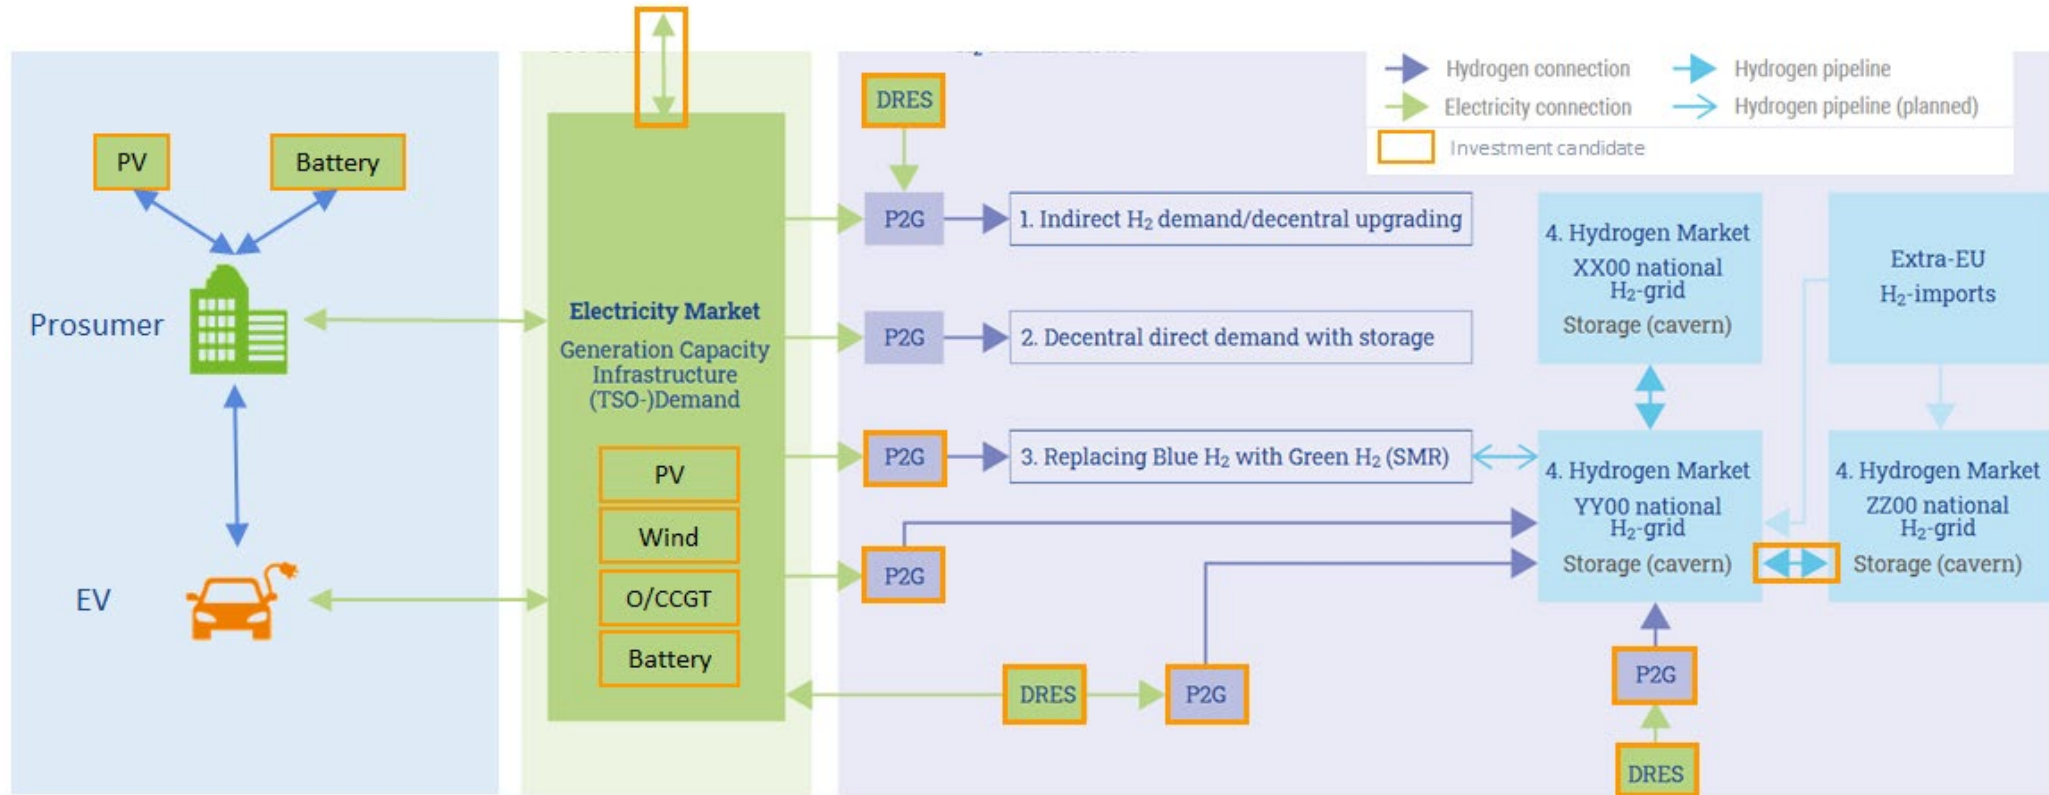 Hydrogen connection
Hydrogen pipeline
Electricity connection
Hydrogen pipeline (planned)
Investment candidate
PV
Battery
Prosumer
EV
Electricity Market
Generation Capacity
Infrastructure
(TSO-)Demand
PV
Wind
O/CCGT
Battery
DRES
P2G
1. Indirect H₂ demand/decentral upgrading
P2G
2. Decentral direct demand with storage
P2G
3. Replacing Blue H₂ with Green H₂ (SMR)
P2G
DRES
P2G
4. Hydrogen Market
XX00 national
H₂-grid
Storage (cavern)
Extra-EU
H₂-imports
4. Hydrogen Market
YY00 national
H₂-grid
Storage (cavern)
4. Hydrogen Market
ZZ00 national
H₂-grid
Storage (cavern)
P2G
DRES